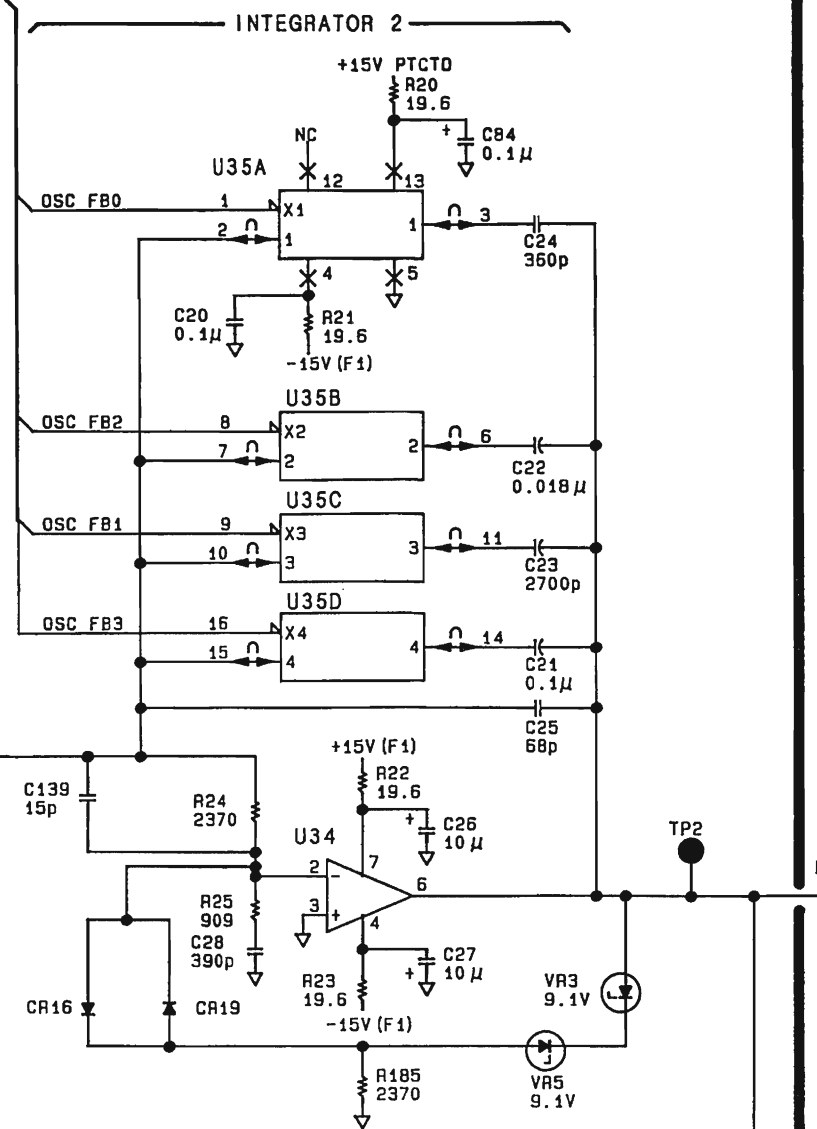 INTEGRATOR 2
+15V PTCTD
R20
19.6
+
C84
0.1μ
NC
U35A
12
13
OSC FB0
1
X1
2
1
1
3
C24
360p
4
5
C20
0.1μ
R21
19.6
-15V(F1)
U35B
OSC FB2
8
X2
7
2
2
6
C22
0.018μ
U35C
OSC FB1
9
X3
10
3
3
11
C23
2700p
U35D
OSC FB3
16
X4
15
4
4
14
C21
0.1μ
C25
68p
+15V(F1)
C139
15p
R24
2370
R22
19.6
+
C26
10μ
U34
TP2
2
-
7
6
3
+
4
R25
909
C28
390p
R23
19.6
+
C27
10μ
-15V(F1)
CR16
CR19
VR3
9.1V
VR5
9.1V
R185
2370